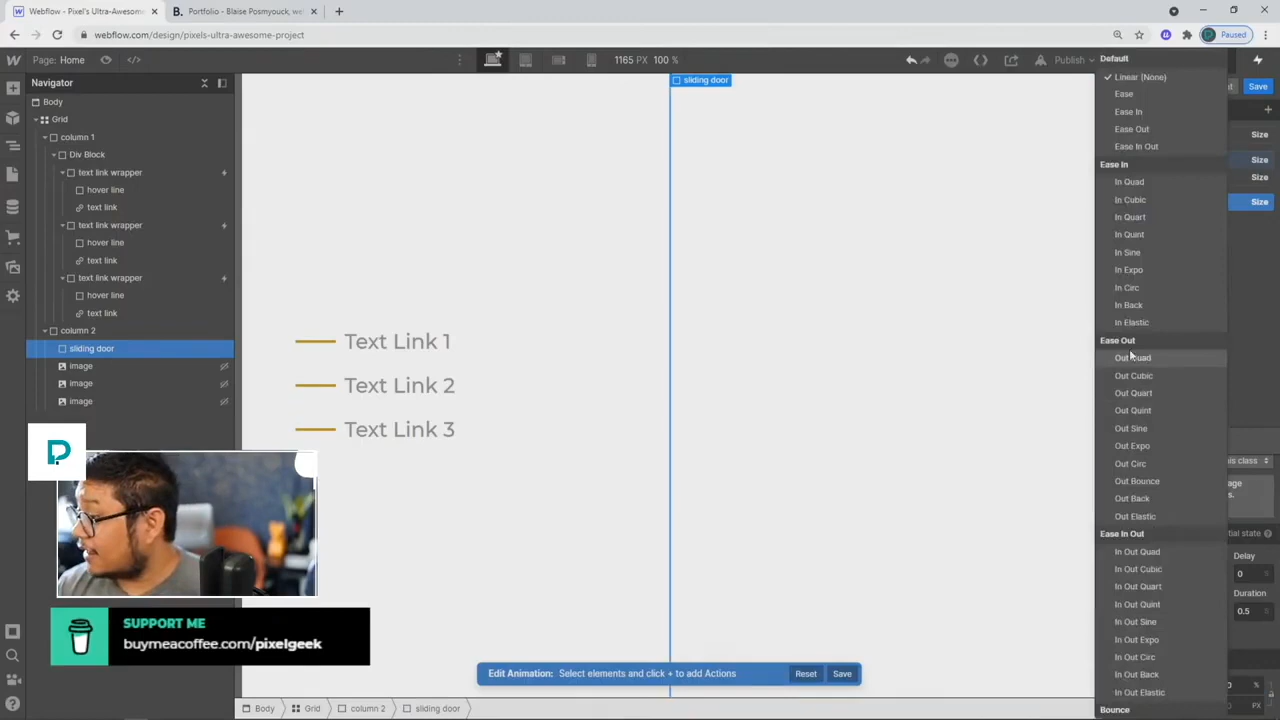 Webflow - Pixel's Ultra-Awesome
Portfolio - Blaise Posmyouck, we
webflow.com/design/pixels-ultra-awesome-project
Paused
Page: Home
1165 PX 100 %
Publish
Save
Navigator
Body
Grid
column 1
Div Block
text link wrapper
hover line
text link
text link wrapper
hover line
text link
text link wrapper
hover line
text link
column 2
sliding door
image
image
image
sliding door
Text Link 1
Text Link 2
Text Link 3
Default
Linear (None)
Ease
Ease In
Ease Out
Ease In Out
Ease In
In Quad
In Cubic
In Quart
In Quint
In Sine
In Expo
In Circ
In Back
In Elastic
Ease Out
Out Quad
Out Cubic
Out Quart
Out Quint
Out Sine
Out Expo
Out Circ
Out Bounce
Out Back
Out Elastic
Ease In Out
In Out Quad
In Out Cubic
In Out Quart
In Out Quint
In Out Sine
In Out Expo
In Out Circ
In Out Back
In Out Elastic
Bounce
Size
Size
Size
Size
class
Delay
0
Duration
0.5
PX
SUPPORT ME
buymeacoffee.com/pixelgeek
Edit Animation: Select elements and click + to add Actions
Reset
Save
Body
Grid
column 2
sliding door